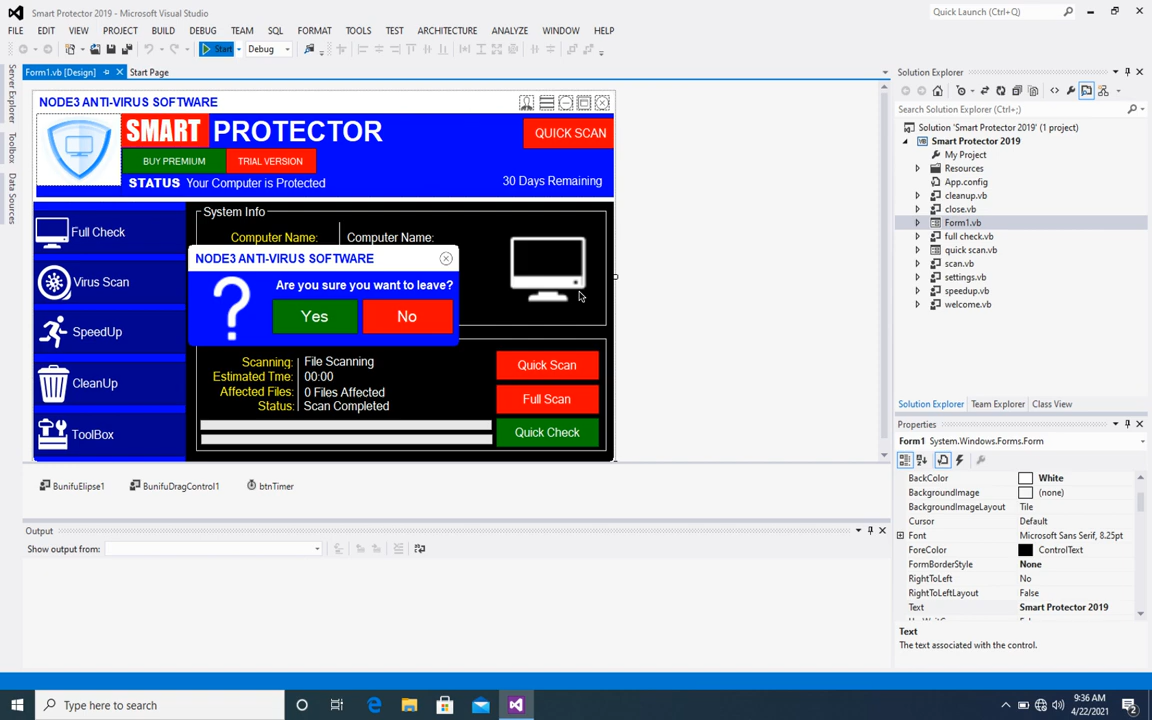 Smart Protector 2019 - Microsoft Visual Studio
Quick Launch (Ctrl+Q)
FILE EDIT VIEW PROJECT BUILD DEBUG TEAM SQL FORMAT TOOLS TEST ARCHITECTURE ANALYZE WINDOW HELP
Start Debug
Form1.vb [Design] Start Page
Server Explorer
Toolbox
Data Sources
NODE3 ANTI-VIRUS SOFTWARE
SMART PROTECTOR
QUICK SCAN
BUY PREMIUM TRIAL VERSION
STATUS Your Computer is Protected
30 Days Remaining
Full Check
Virus Scan
SpeedUp
CleanUp
ToolBox
System Info
Computer Name: Computer Name:
NODE3 ANTI-VIRUS SOFTWARE
Are you sure you want to leave?
Yes No
Scanning: File Scanning
Estimated Tme: 00:00
Affected Files: 0 Files Affected
Status: Scan Completed
Quick Scan
Full Scan
Quick Check
BunifuElipse1 BunifuDragControl1 btnTimer
Output
Show output from:
Solution Explorer
Search Solution Explorer (Ctrl+;)
Solution 'Smart Protector 2019' (1 project)
Smart Protector 2019
My Project
Resources
App.config
cleanup.vb
close.vb
Form1.vb
full check.vb
quick scan.vb
scan.vb
settings.vb
speedup.vb
welcome.vb
Solution Explorer Team Explorer Class View
Properties
Form1 System.Windows.Forms.Form
BackColor White
BackgroundImage (none)
BackgroundImageLayout Tile
Cursor Default
Font Microsoft Sans Serif, 8.25pt
ForeColor ControlText
FormBorderStyle None
RightToLeft No
RightToLeftLayout False
Text Smart Protector 2019
Text
The text associated with the control.
Type here to search
9:36 AM
4/22/2021
2